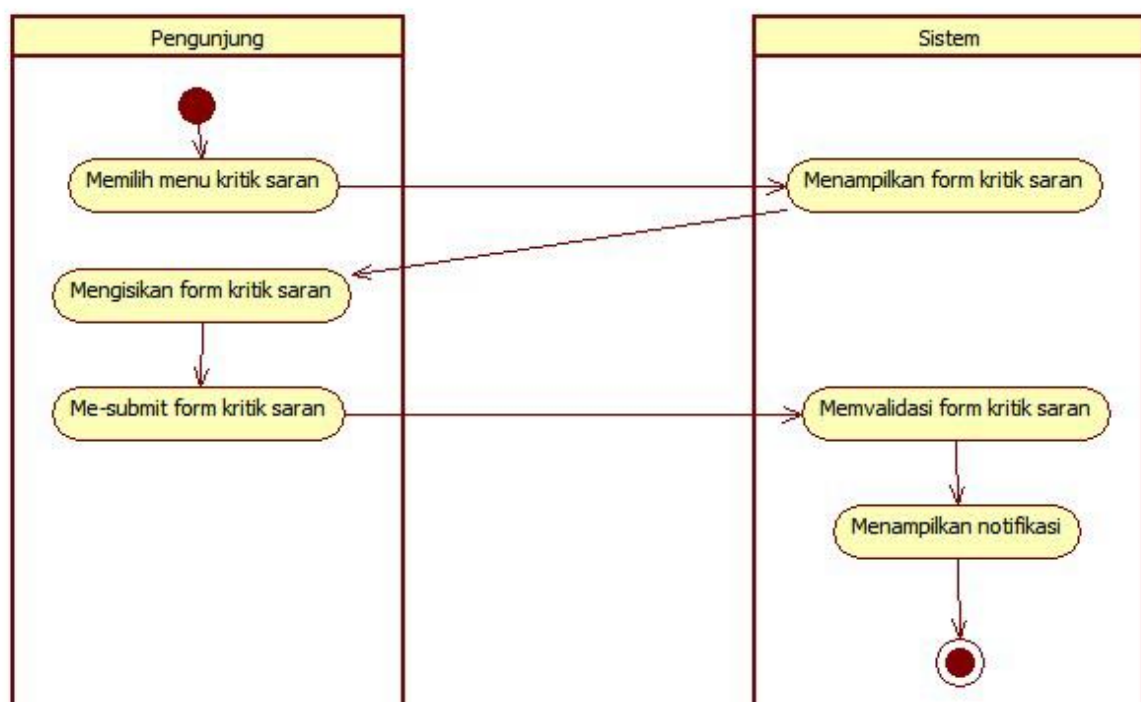 Pengunjung
Sistem
Memilih menu kritik saran
Menampilkan form kritik saran
Mengisikan form kritik saran
Me-submit form kritik saran
Memvalidasi form kritik saran
Menampilkan notifikasi